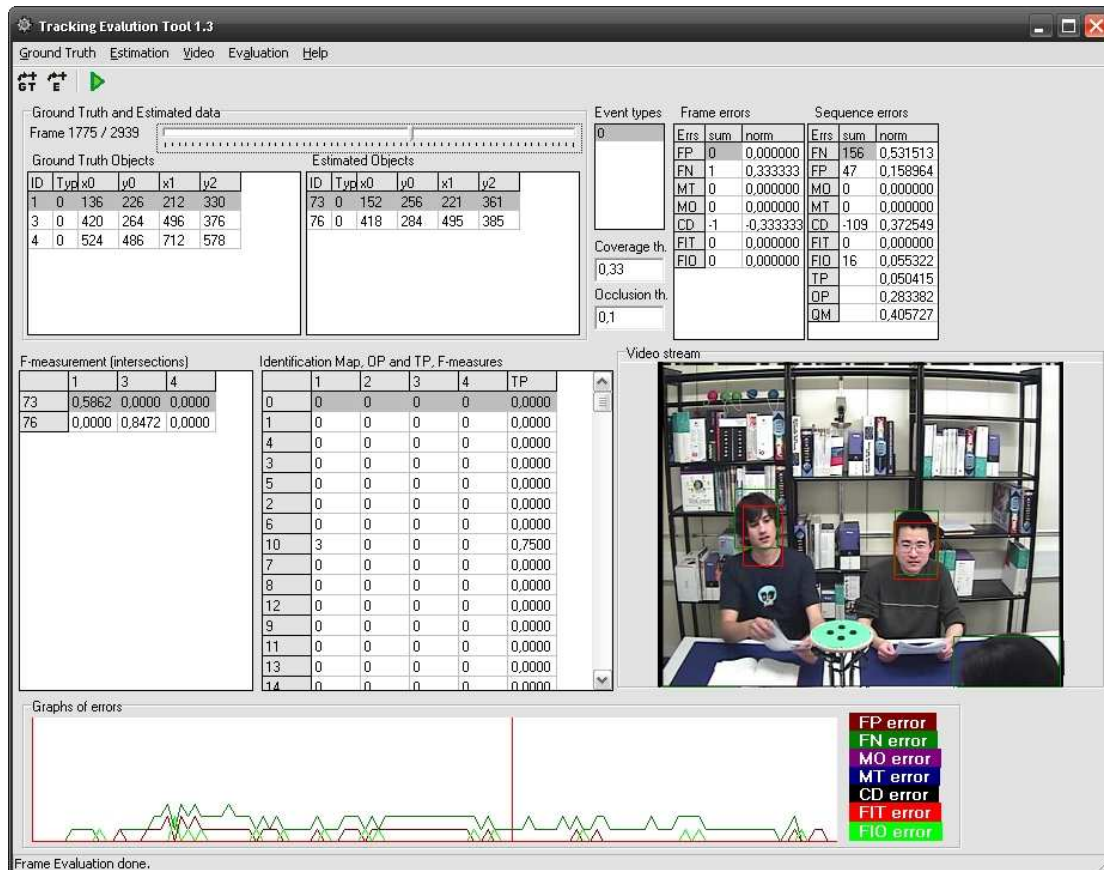 Tracking Evalution Tool 1.3
Ground Truth Estimation Video Evaluation Help
GT E
Ground Truth and Estimated data
Frame 1775 / 2939
Ground Truth Objects
ID Typ x0 y0 x1 y2
1 0 136 226 212 330
3 0 420 264 496 376
4 0 524 486 712 578
Estimated Objects
ID Typ x0 y0 x1 y2
73 0 152 256 221 361
76 0 418 284 495 385
Event types
0
Coverage th.
0,33
Occlusion th.
0,1
Frame errors
Errs sum norm
FP 0 0,000000
FN 1 0,333333
MT 0 0,000000
MO 0 0,000000
CD -1 -0,333333
FIT 0 0,000000
FIO 0 0,000000
Sequence errors
Errs sum norm
FN 156 0,531513
FP 47 0,158964
MO 0 0,000000
MT 0 0,000000
CD -109 0,372549
FIT 0 0,000000
FIO 16 0,055322
TP 0,050415
OP 0,283382
QM 0,405727
F-measurement (intersections)
1 3 4
73 0,5862 0,0000 0,0000
76 0,0000 0,8472 0,0000
Identification Map, OP and TP, F-measures
1 2 3 4 TP
0 0 0 0 0 0,0000
1 0 0 0 0 0,0000
4 0 0 0 0 0,0000
3 0 0 0 0 0,0000
5 0 0 0 0 0,0000
2 0 0 0 0 0,0000
6 0 0 0 0 0,0000
10 3 0 0 0 0,7500
7 0 0 0 0 0,0000
8 0 0 0 0 0,0000
12 0 0 0 0 0,0000
9 0 0 0 0 0,0000
11 0 0 0 0 0,0000
13 0 0 0 0 0,0000
14 0 0 0 0 0,0000
Video stream
Graphs of errors
FP error
FN error
MO error
MT error
CD error
FIT error
FIO error
Frame Evaluation done.